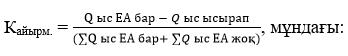 Қайырм. = Q ыс ЕА бар − Q ыс ысырап / (∑Q ыс ЕА бар+ ∑Q ыс ЕА жоқ), мұндағы: